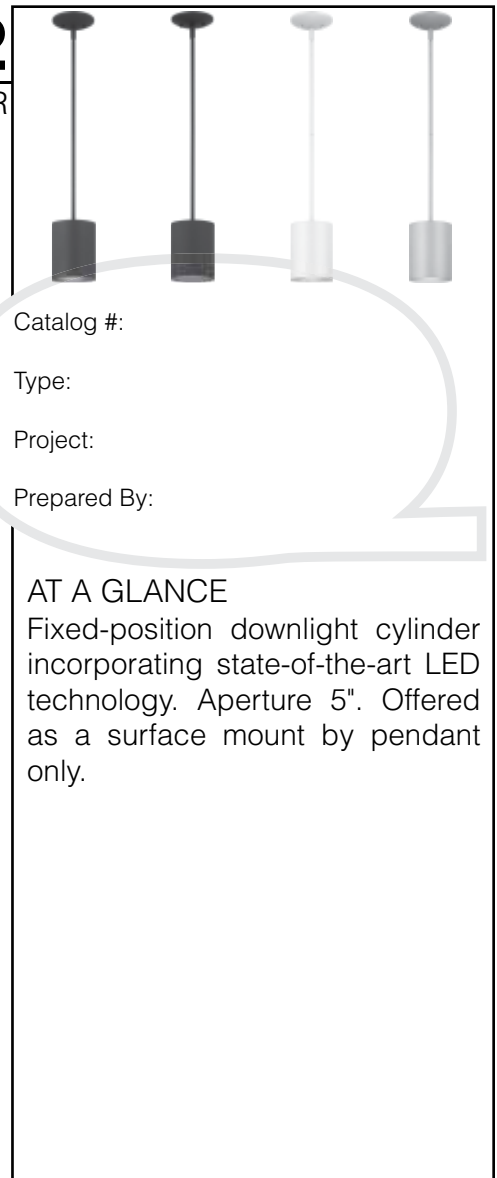 R
Catalog #:
Type:
Project:
Prepared By:
AT A GLANCE
Fixed-position downlight cylinder
incorporating state-of-the-art LED
technology. Aperture 5". Offered
as a surface mount by pendant
only.